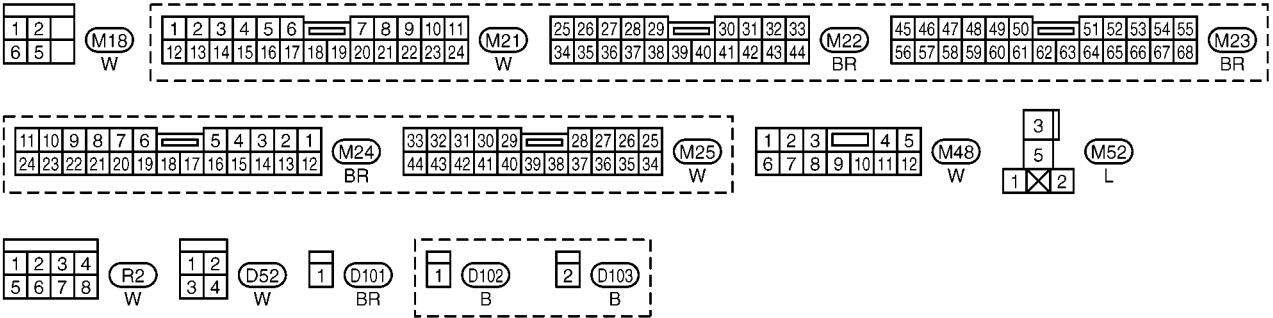 1 2 1 2 3 4 5 6 7 8 9 10 11 25 26 27 28 29 30 31 32 33 45 46 47 48 49 50 51 52 53 54 55
6 5 M18 12 13 14 15 16 17 18 19 20 21 22 23 24 M21 34 35 36 37 38 39 40 41 42 43 44 M22 56 57 58 59 60 61 62 63 64 65 66 67 68 M23
W W BR BR
11 10 9 8 7 6 5 4 3 2 1 33 32 31 30 29 28 27 26 25 1 2 3 4 5 3
24 23 22 21 20 19 18 17 16 15 14 13 12 M24 44 43 42 41 40 39 38 37 36 35 34 M25 6 7 8 9 10 11 12 M48 5 M52
BR W W 1 2 L
1 2 3 4 1 2
5 6 7 8 R2 3 4 D52 1 D101 1 D102 2 D103
W W BR B B